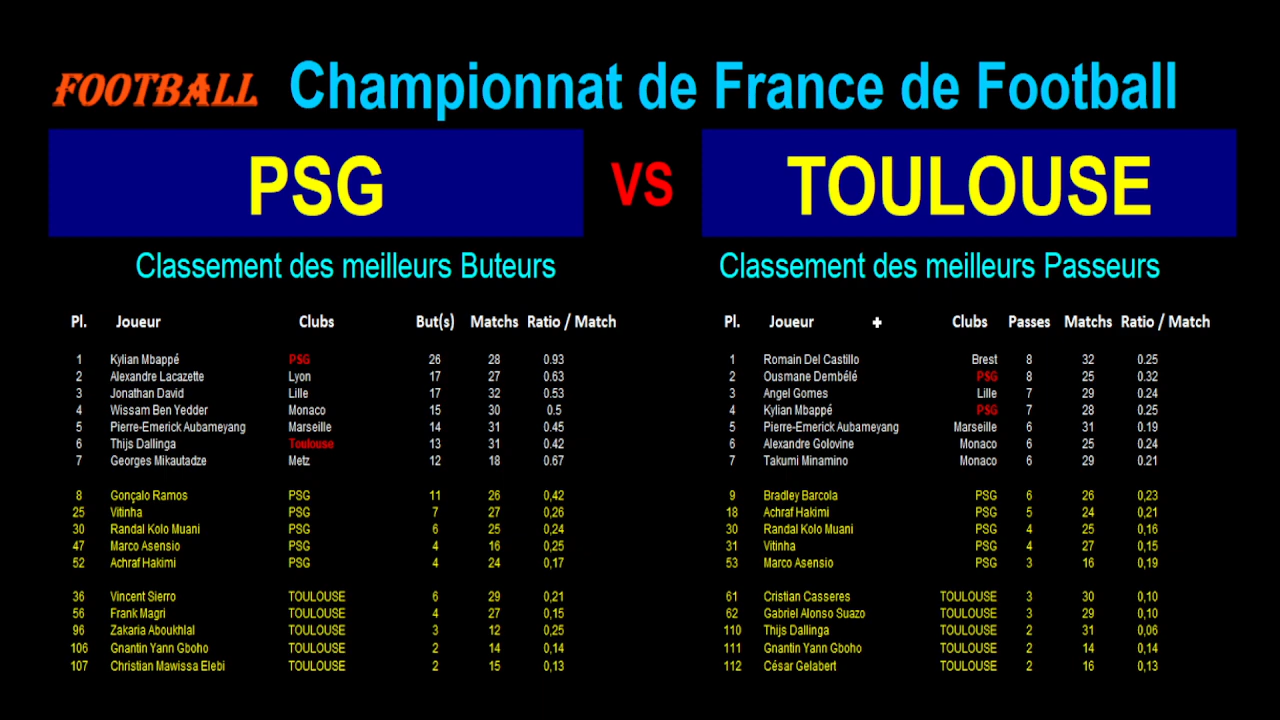 FOOTBALL Championnat de France de Football
PSG VS TOULOUSE
Classement des meilleurs Buteurs
Pl. Joueur Clubs But(s) Matchs Ratio / Match
1 Kylian Mbappé PSG 26 28 0.93
2 Alexandre Lacazette Lyon 17 27 0.63
3 Jonathan David Lille 17 32 0.53
4 Wissam Ben Yedder Monaco 15 30 0.5
5 Pierre-Emerick Aubameyang Marseille 14 31 0.45
6 Thijs Dallinga Toulouse 13 31 0.42
7 Georges Mikautadze Metz 12 18 0.67
8 Gonçalo Ramos PSG 11 26 0,42
25 Vitinha PSG 7 27 0,26
30 Randal Kolo Muani PSG 6 25 0,24
47 Marco Asensio PSG 4 16 0,25
52 Achraf Hakimi PSG 4 24 0,17
36 Vincent Sierro TOULOUSE 6 29 0,21
56 Frank Magri TOULOUSE 4 27 0,15
96 Zakaria Aboukhlal TOULOUSE 3 12 0,25
106 Gnantin Yann Gboho TOULOUSE 2 14 0,14
107 Christian Mawissa Elebi TOULOUSE 2 15 0,13
Classement des meilleurs Passeurs
Pl. Joueur + Clubs Passes Matchs Ratio / Match
1 Romain Del Castillo Brest 8 32 0.25
2 Ousmane Dembélé PSG 8 25 0.32
3 Angel Gomes Lille 7 29 0.24
4 Kylian Mbappé PSG 7 28 0.25
5 Pierre-Emerick Aubameyang Marseille 6 31 0.19
6 Alexandre Golovine Monaco 6 25 0.24
7 Takumi Minamino Monaco 6 29 0.21
9 Bradley Barcola PSG 6 26 0,23
18 Achraf Hakimi PSG 5 24 0,21
30 Randal Kolo Muani PSG 4 25 0,16
31 Vitinha PSG 4 27 0,15
53 Marco Asensio PSG 3 16 0,19
61 Cristian Casseres TOULOUSE 3 30 0,10
62 Gabriel Alonso Suazo TOULOUSE 3 29 0,10
110 Thijs Dallinga TOULOUSE 2 31 0,06
111 Gnantin Yann Gboho TOULOUSE 2 14 0,14
112 César Gelabert TOULOUSE 2 16 0,13